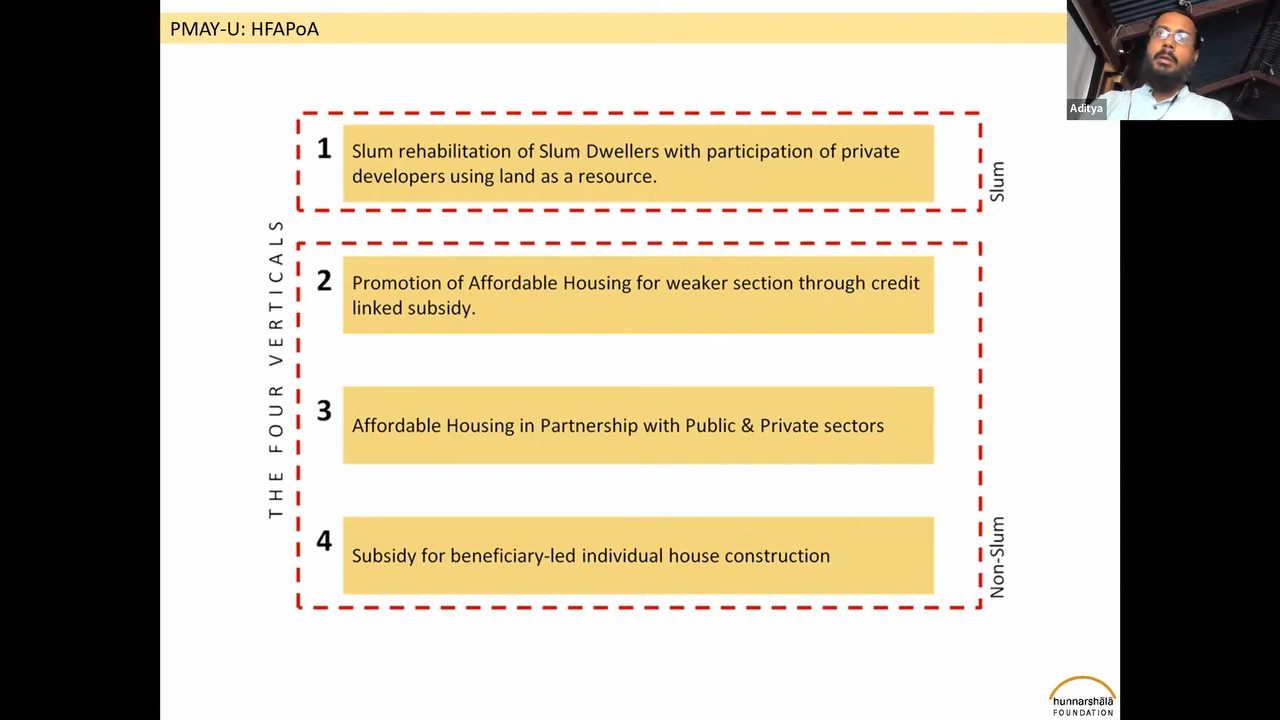 PMAY-U: HFAPoA
Aditya
THE FOUR VERTICALS
1
Slum rehabilitation of Slum Dwellers with participation of private
developers using land as a resource.
Slum
2
Promotion of Affordable Housing for weaker section through credit
linked subsidy.
3
Affordable Housing in Partnership with Public & Private sectors
4
Subsidy for beneficiary-led individual house construction
Non-Slum
hunnarshālā
FOUNDATION